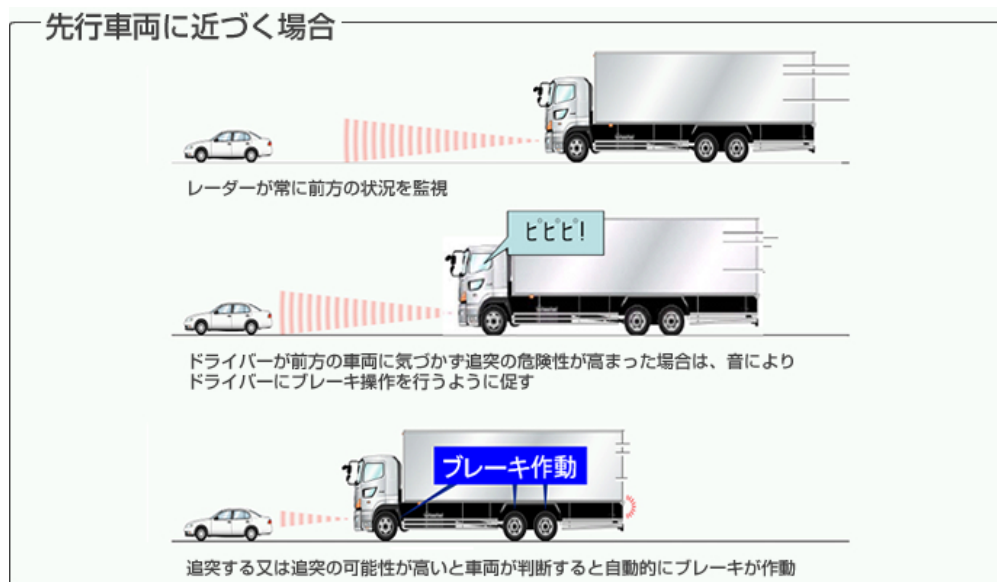 先行車両に近づく場合
レーダーが常に前方の状況を監視
ピピピ!
ドライバーが前方の車両に気づかず追突の危険性が高まった場合は、音により
ドライバーにブレーキ操作を行うように促す
ブレーキ作動
追突する又は追突の可能性が高いと車両が判断すると自動的にブレーキが作動